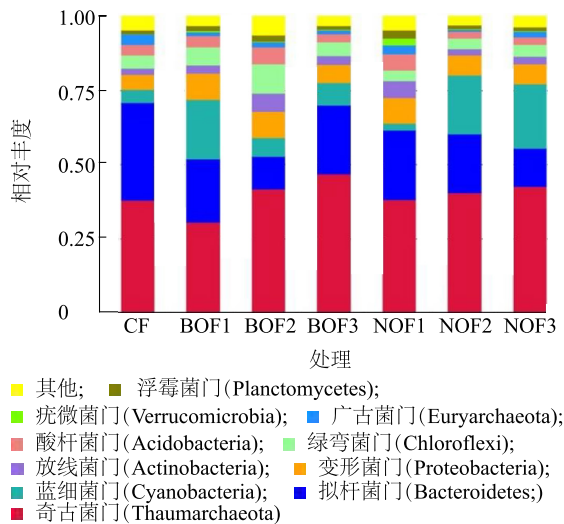 1.00
0.75
0.50
0.25
0
相对丰度
CF BOF1 BOF2 BOF3 NOF1 NOF2 NOF3
处理
其他; 浮霉菌门(Planctomycetes);
疣微菌门(Verrucomicrobia); 广古菌门(Euryarchaeota);
酸杆菌门(Acidobacteria); 绿弯菌门(Chloroflexi);
放线菌门(Actinobacteria); 变形菌门(Proteobacteria);
蓝细菌门(Cyanobacteria); 拟杆菌门(Bacteroidetes;)
奇古菌门(Thaumarchaeota)